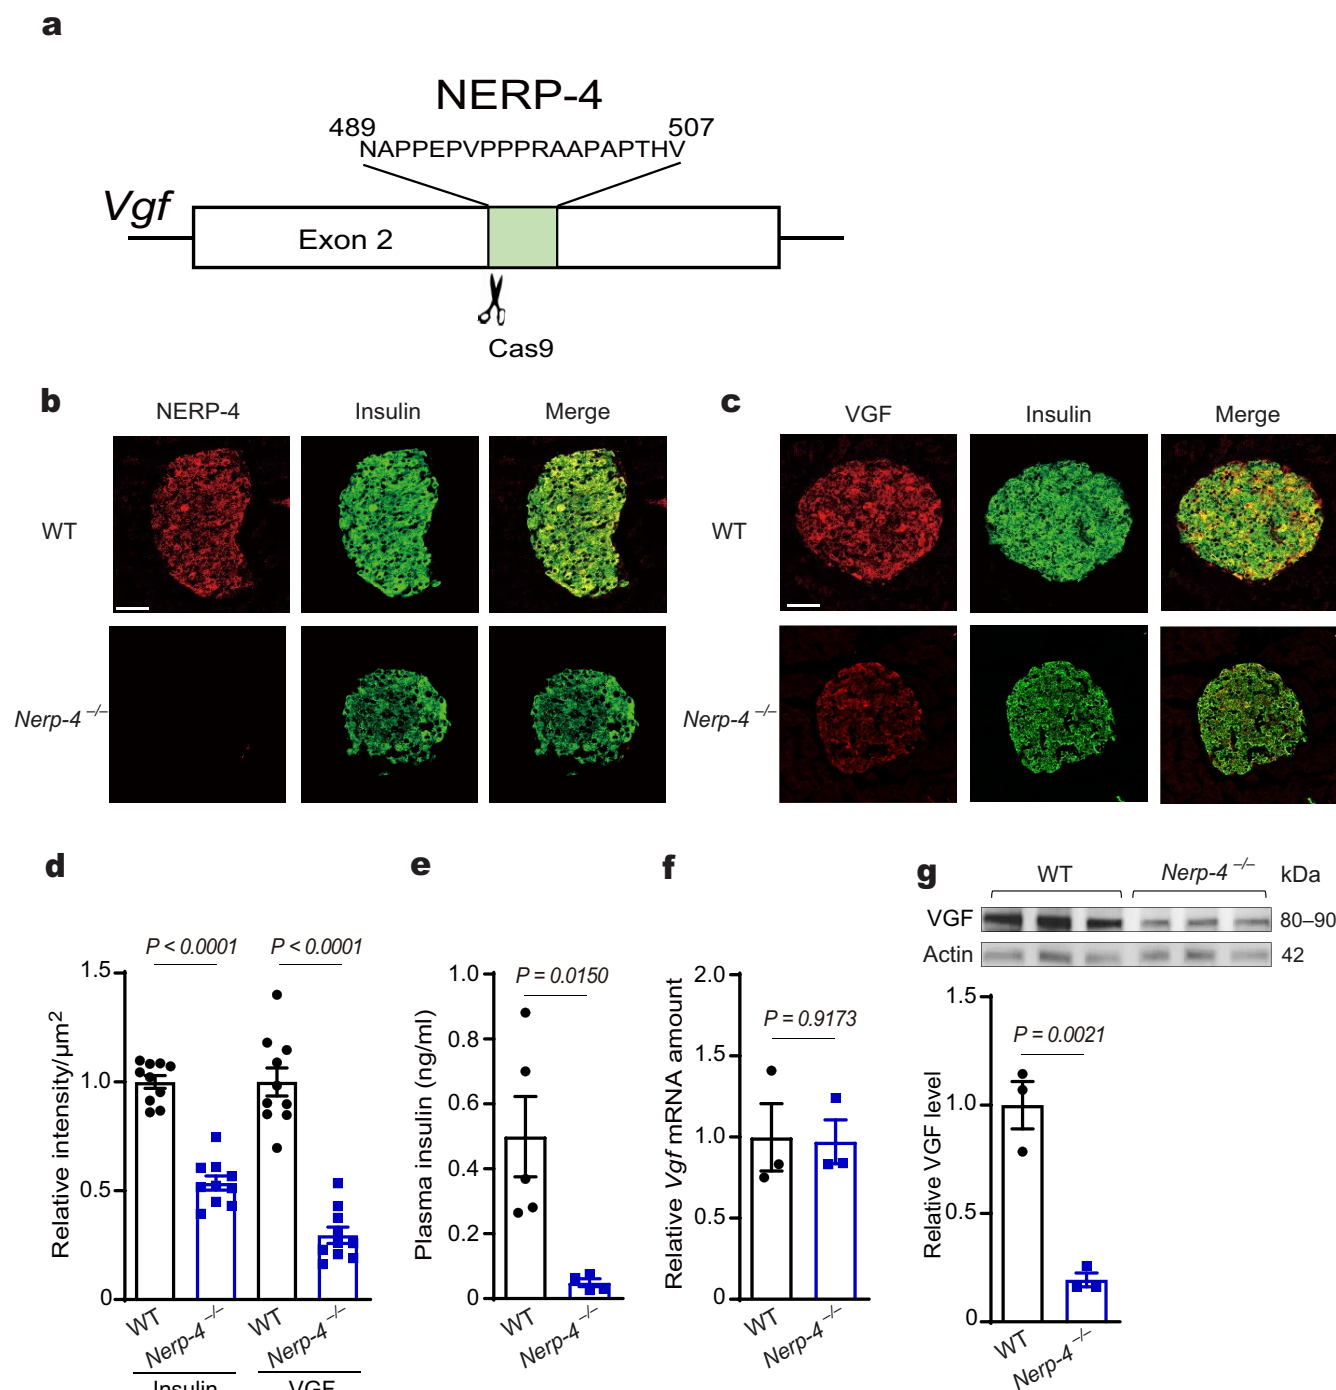 a
NERP-4
489 507
NAPPEPVPPPRAAPAPTHV
Vgf
Exon 2
Cas9
b
NERP-4 Insulin Merge
WT
Nerp-4 –/–
c
VGF Insulin Merge
WT
Nerp-4 –/–
d
P < 0.0001 P < 0.0001
Relative intensity/µm2
1.5
1.0
0.5
0
WT Nerp-4 –/– WT Nerp-4 –/–
Insulin VGF
e
P = 0.0150
Plasma insulin (ng/ml)
1.0
0.8
0.6
0.4
0.2
0
WT Nerp-4 –/–
f
P = 0.9173
Relative Vgf mRNA amount
2.0
1.5
1.0
0.5
0
WT Nerp-4 –/–
g
WT Nerp-4 –/– kDa
VGF 80–90
Actin 42
P = 0.0021
Relative VGF level
1.5
1.0
0.5
0
WT Nerp-4 –/–